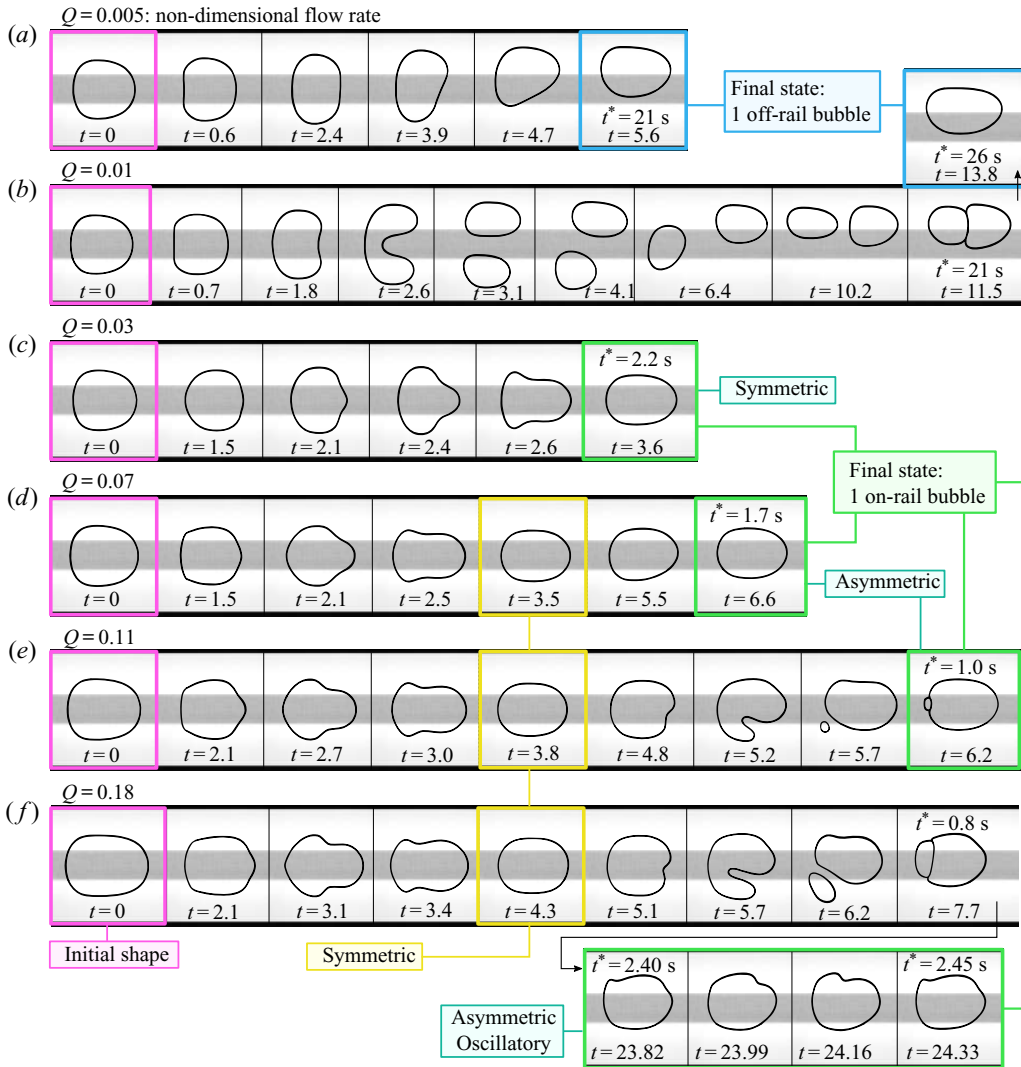 Q = 0.005: non-dimensional flow rate
(a)
t = 0 t = 0.6 t = 2.4 t = 3.9 t = 4.7 t* = 21 s t = 5.6
Final state:
1 off-rail bubble
t* = 26 s
t = 13.8
Q = 0.01
(b)
t = 0 t = 0.7 t = 1.8 t = 2.6 t = 3.1 t = 4.1 t = 6.4 t = 10.2 t* = 21 s t = 11.5
Q = 0.03
(c)
t = 0 t = 1.5 t = 2.1 t = 2.4 t = 2.6 t* = 2.2 s t = 3.6
Symmetric
Final state:
1 on-rail bubble
Q = 0.07
(d)
t = 0 t = 1.5 t = 2.1 t = 2.5 t = 3.5 t = 5.5 t* = 1.7 s t = 6.6
Asymmetric
Q = 0.11
(e)
t = 0 t = 2.1 t = 2.7 t = 3.0 t = 3.8 t = 4.8 t = 5.2 t = 5.7 t* = 1.0 s t = 6.2
Q = 0.18
(f)
t = 0 t = 2.1 t = 3.1 t = 3.4 t = 4.3 t = 5.1 t = 5.7 t = 6.2 t* = 0.8 s t = 7.7
Initial shape
Symmetric
Asymmetric
Oscillatory
t* = 2.40 s t* = 2.45 s
t = 23.82 t = 23.99 t = 24.16 t = 24.33